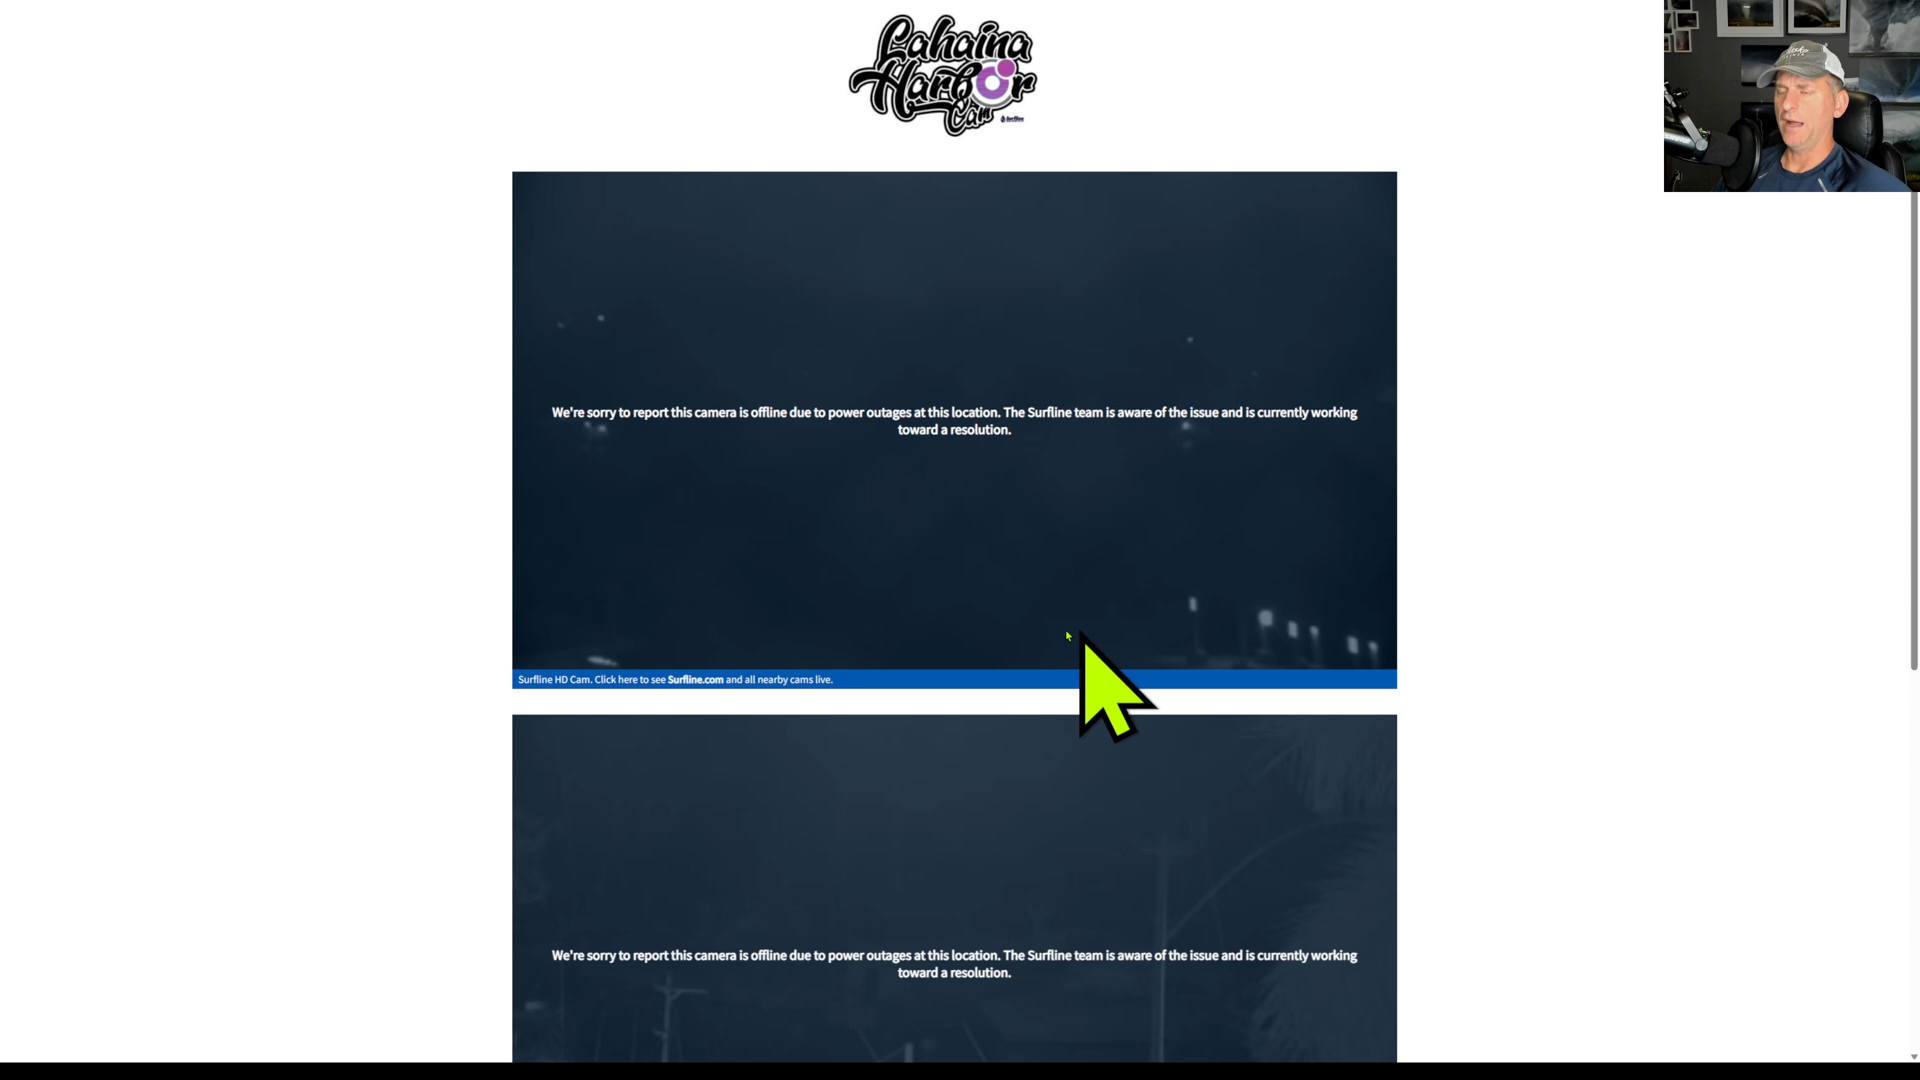 Lahaina
Harbor
Cam Surfline
We're sorry to report this camera is offline due to power outages at this location. The Surfline team is aware of the issue and is currently working
toward a resolution.
Surfline HD Cam. Click here to see Surfline.com and all nearby cams live.
We're sorry to report this camera is offline due to power outages at this location. The Surfline team is aware of the issue and is currently working
toward a resolution.